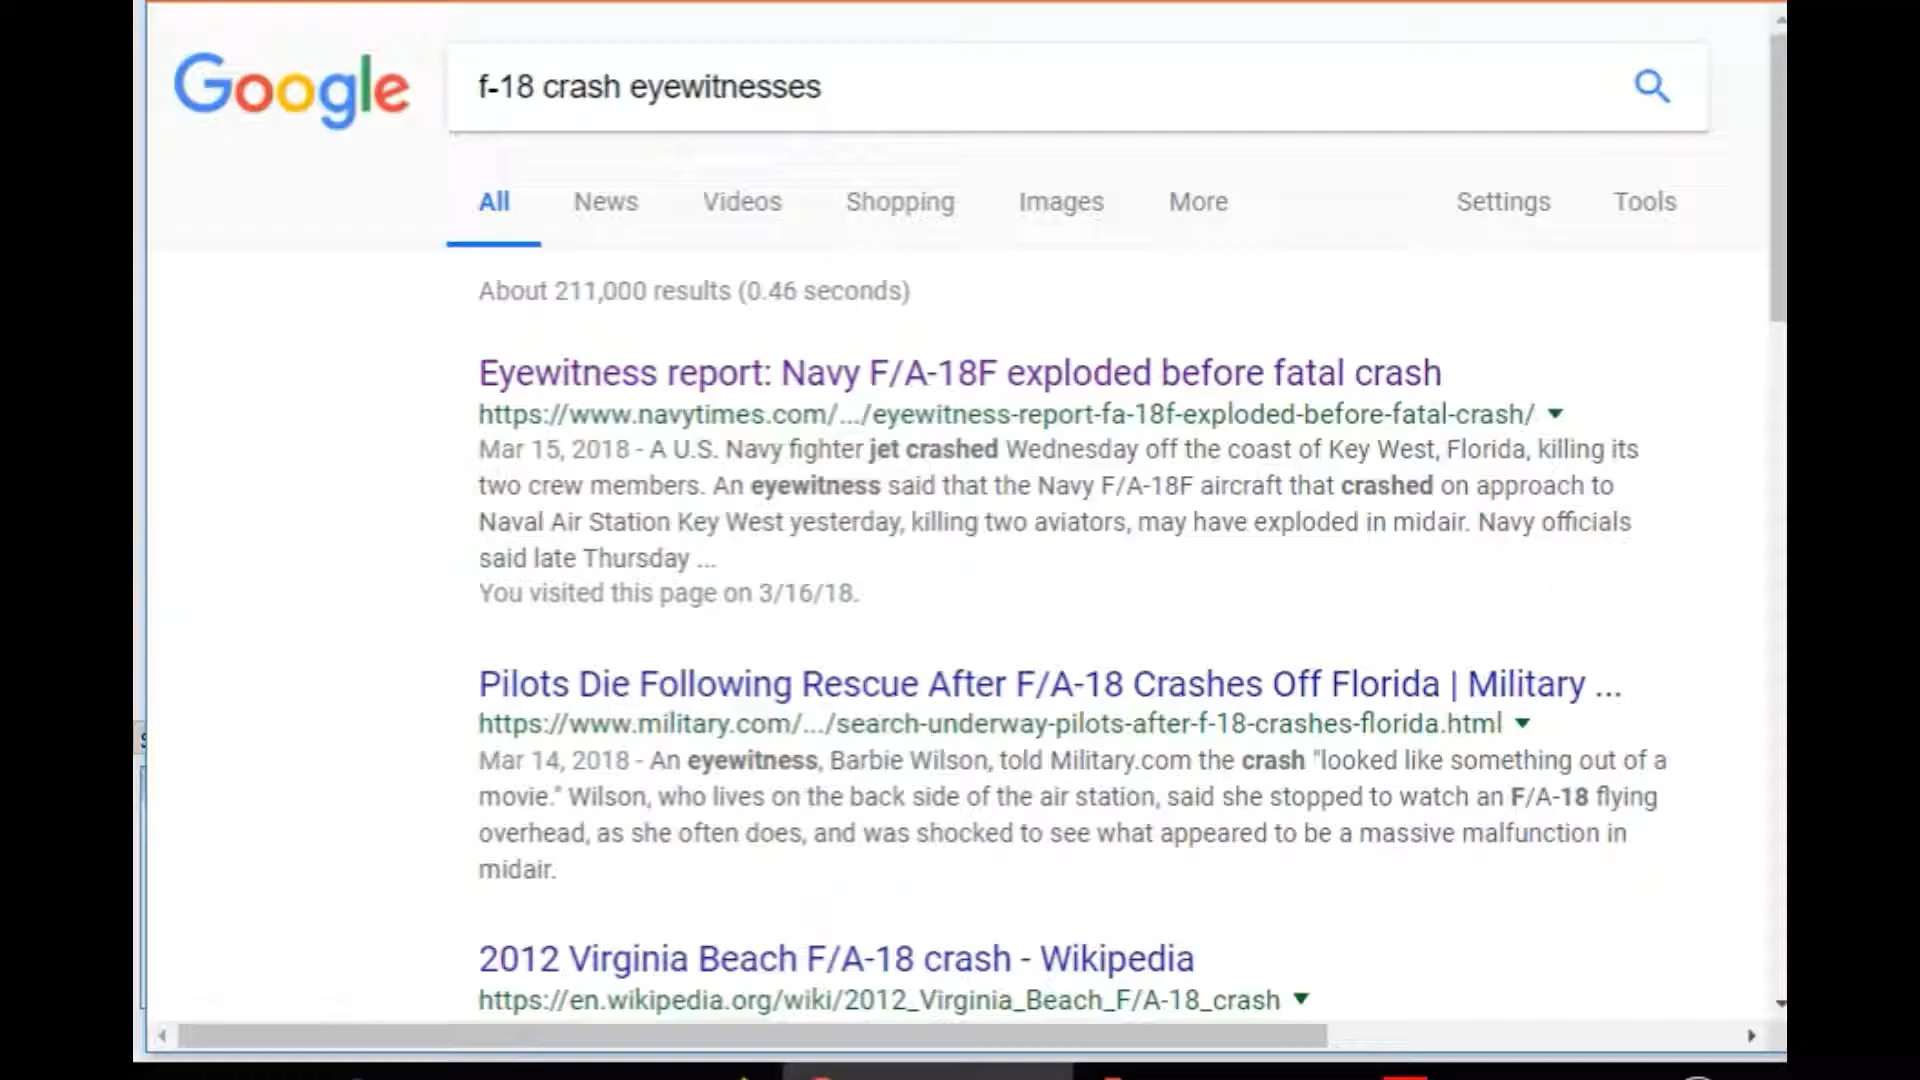 Google
f-18 crash eyewitnesses
All News Videos Shopping Images More Settings Tools
About 211,000 results (0.46 seconds)
Eyewitness report: Navy F/A-18F exploded before fatal crash
https://www.navytimes.com/.../eyewitness-report-fa-18f-exploded-before-fatal-crash/
Mar 15, 2018 - A U.S. Navy fighter jet crashed Wednesday off the coast of Key West, Florida, killing its
two crew members. An eyewitness said that the Navy F/A-18F aircraft that crashed on approach to
Naval Air Station Key West yesterday, killing two aviators, may have exploded in midair. Navy officials
said late Thursday ...
You visited this page on 3/16/18.
Pilots Die Following Rescue After F/A-18 Crashes Off Florida | Military ...
https://www.military.com/.../search-underway-pilots-after-f-18-crashes-florida.html
Mar 14, 2018 - An eyewitness, Barbie Wilson, told Military.com the crash "looked like something out of a
movie." Wilson, who lives on the back side of the air station, said she stopped to watch an F/A-18 flying
overhead, as she often does, and was shocked to see what appeared to be a massive malfunction in
midair.
2012 Virginia Beach F/A-18 crash - Wikipedia
https://en.wikipedia.org/wiki/2012_Virginia_Beach_F/A-18_crash